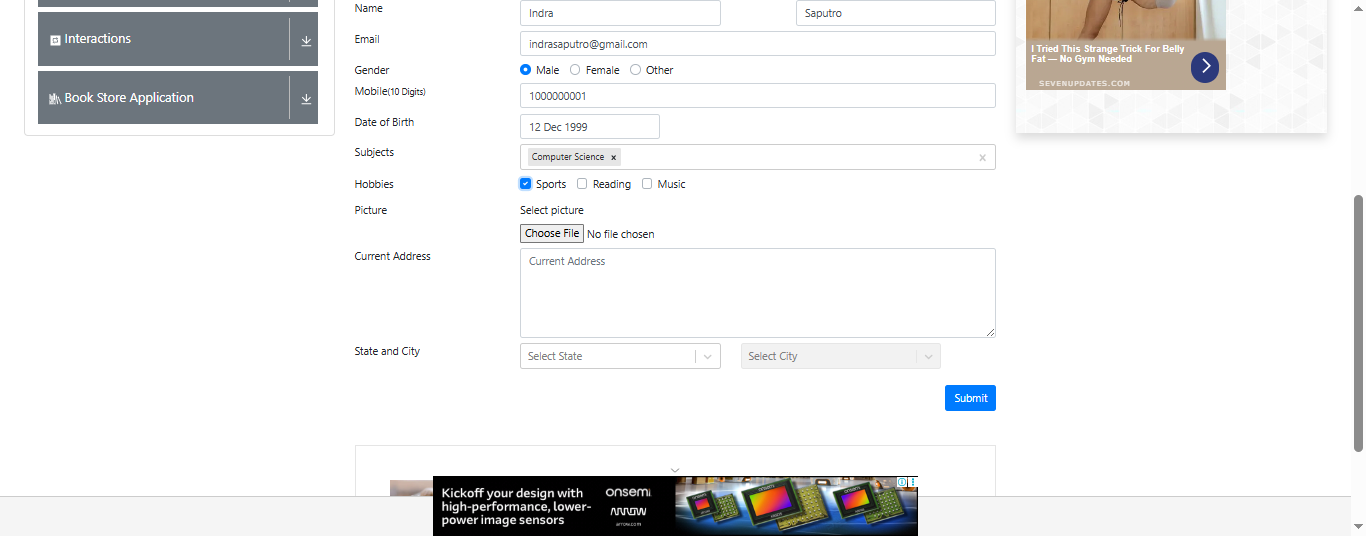 Interactions
Book Store Application
Name
Indra
Saputro
Email
indrasaputro@gmail.com
Gender
Male
Female
Other
Mobile(10 Digits)
1000000001
Date of Birth
12 Dec 1999
Subjects
Computer Science ×
Hobbies
Sports
Reading
Music
Picture
Select picture
Choose File No file chosen
Current Address
Current Address
State and City
Select State
Select City
Submit
I Tried This Strange Trick For Belly
Fat — No Gym Needed
SEVENUPDATES.COM
Kickoff your design with
high-performance, lower-
power image sensors
onsemi
ARROW
arrow.com